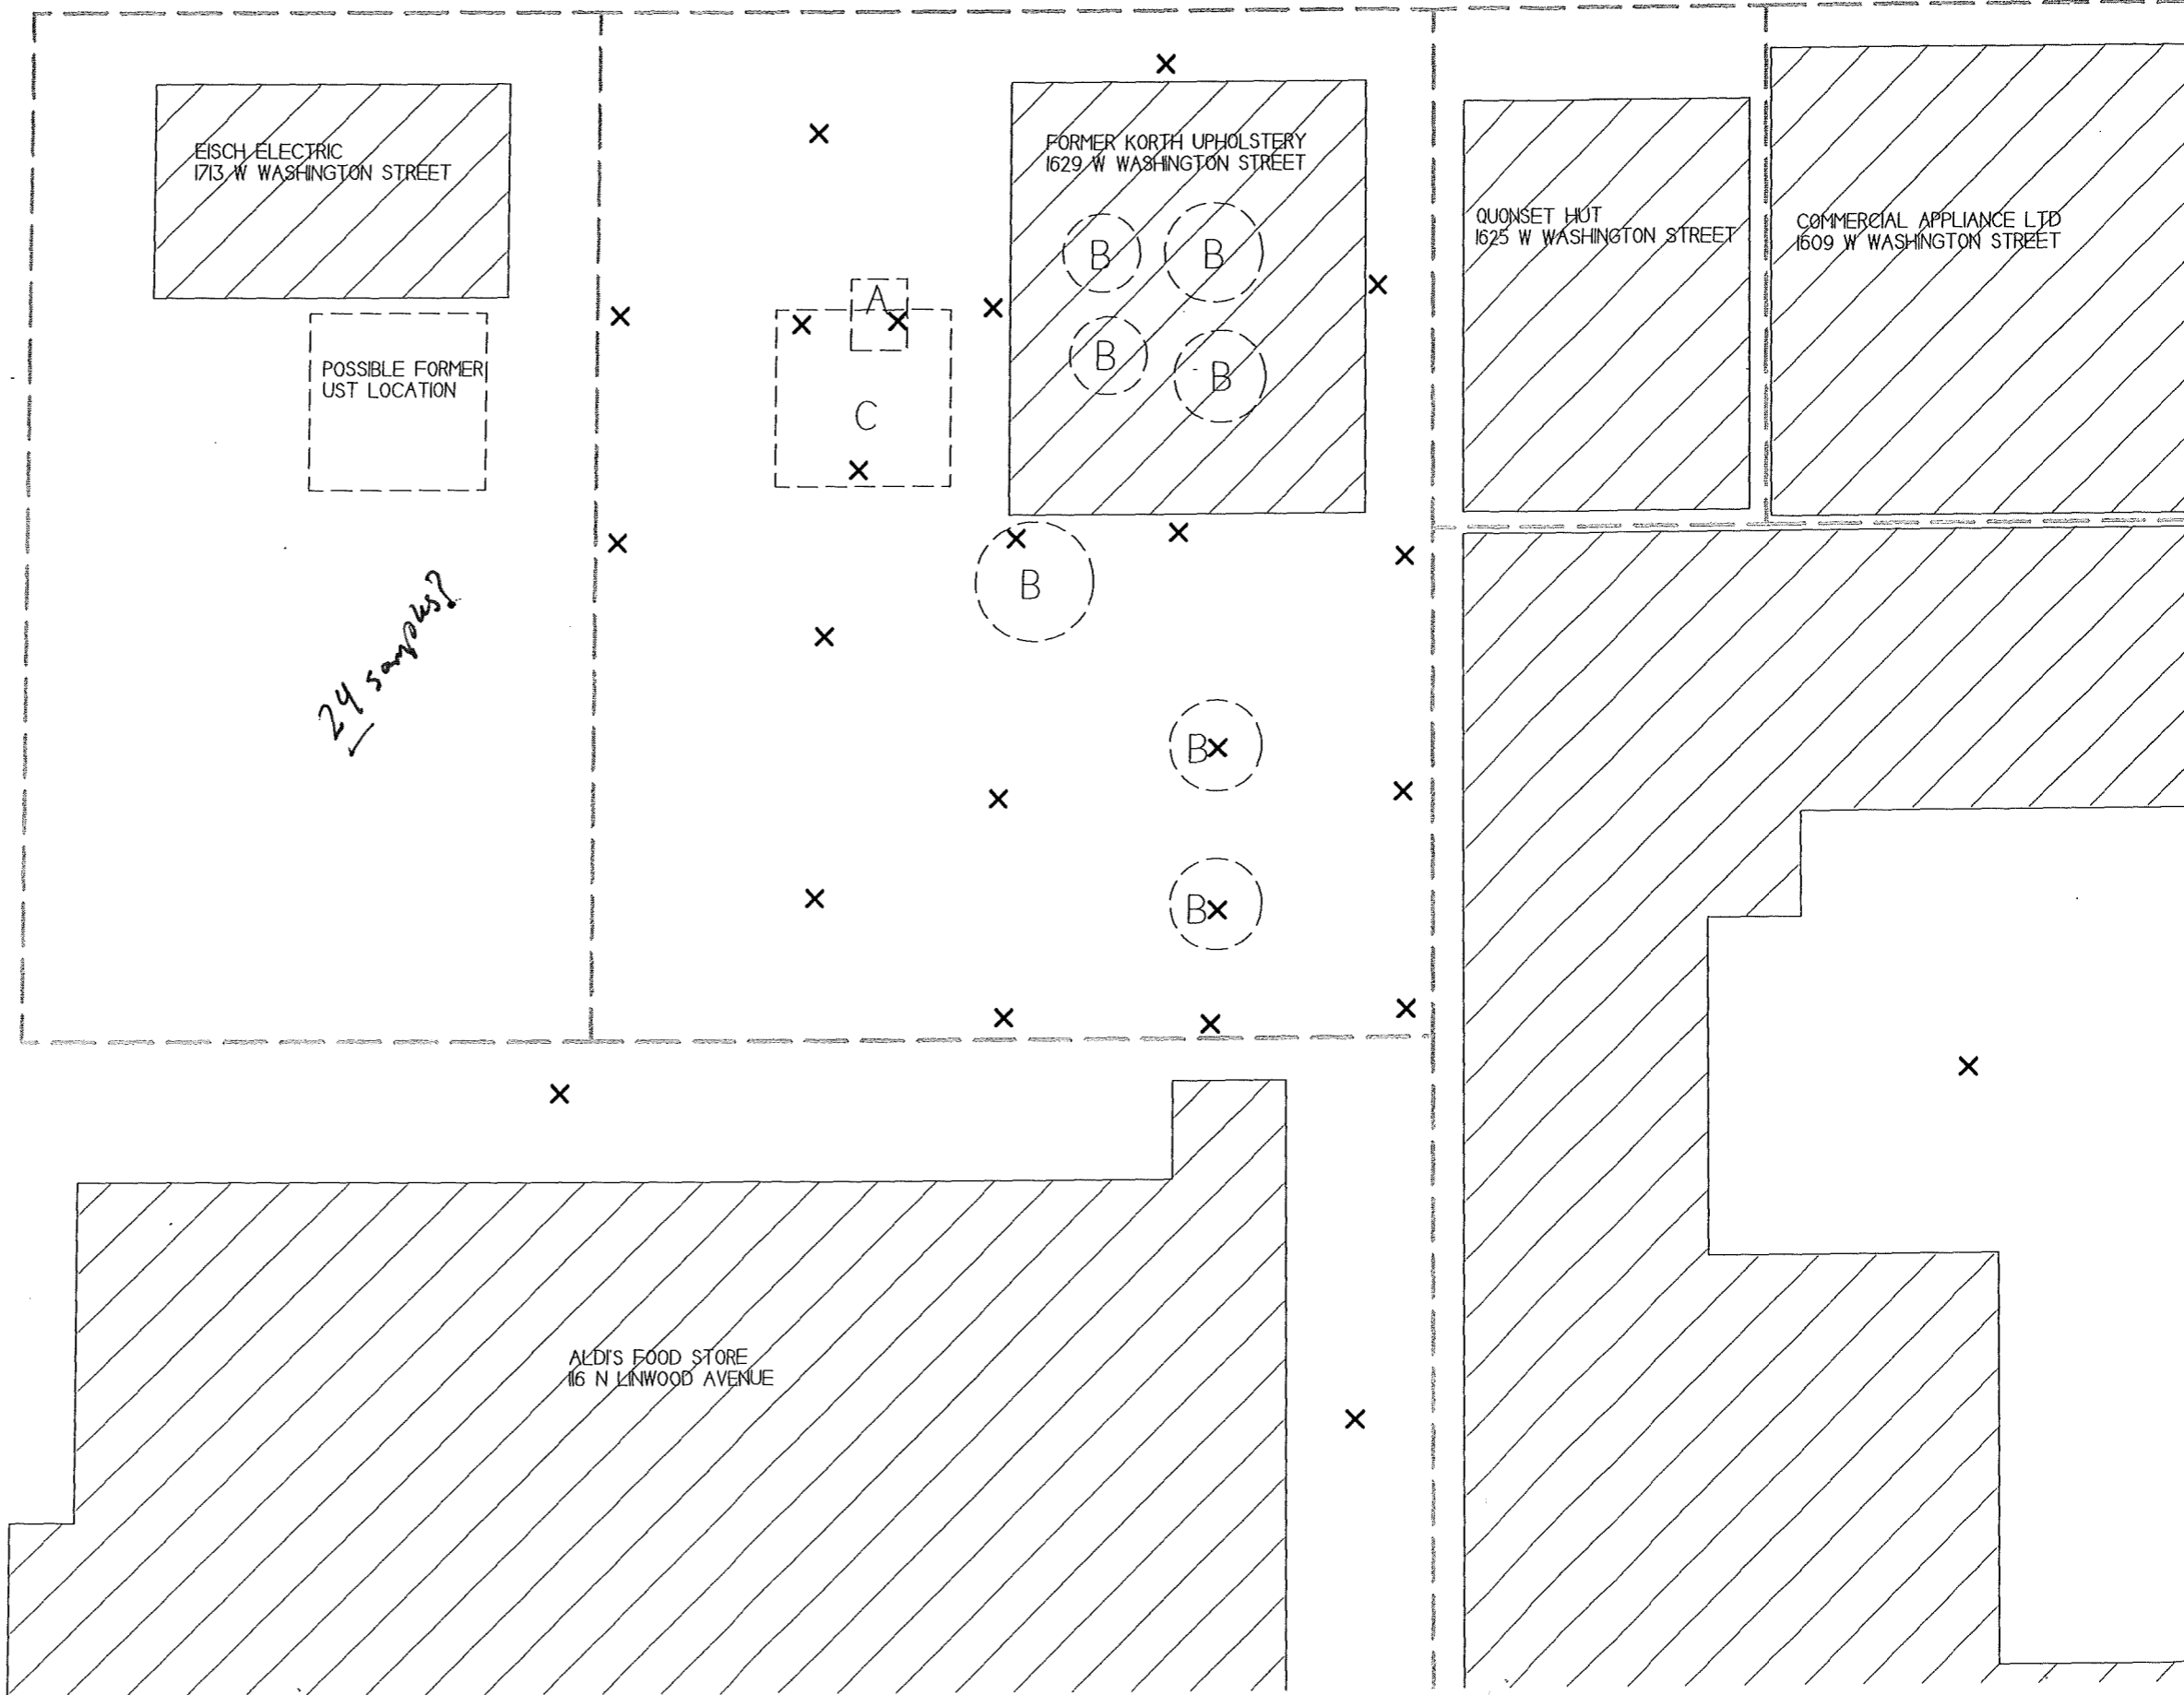 EISCH ELECTRIC
1713 W WASHINGTON STREET
FORMER KORTH UPHOLSTERY
1629 W WASHINGTON STREET
QUONSET HUT
1625 W WASHINGTON STREET
COMMERCIAL APPLIANCE LTD
1609 W WASHINGTON STREET
B
B
A
B
B
POSSIBLE FORMER
UST LOCATION
C
B
24 samples?
B
B
ALDI'S FOOD STORE
116 N LINWOOD AVENUE